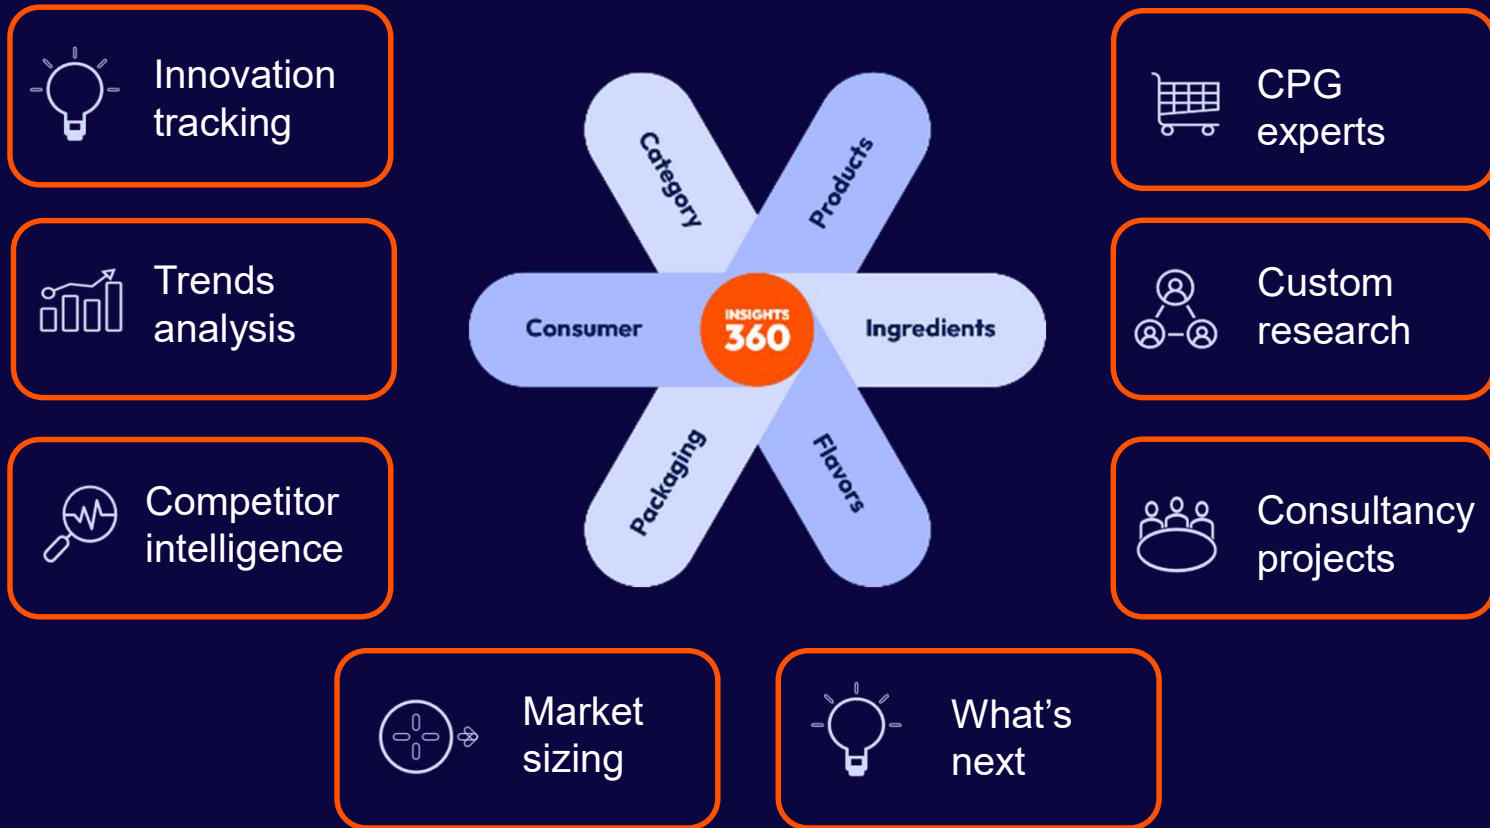 Innovation
tracking
Trends
analysis
Competitor
intelligence
Category
Products
Consumer
INSIGHTS
360
Ingredients
Packaging
Flavors
CPG
experts
Custom
research
Consultancy
projects
Market
sizing
What’s
next